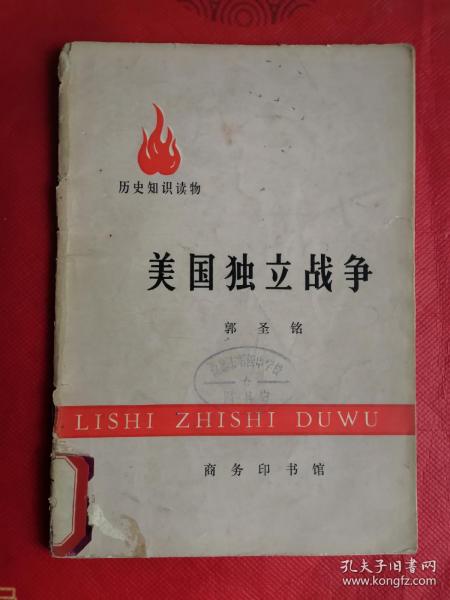 历史知识读物
美国独立战争
郭圣铭
LISHI ZHISHI DUWU
商务印书馆
孔夫子旧书网
www.kongfz.com